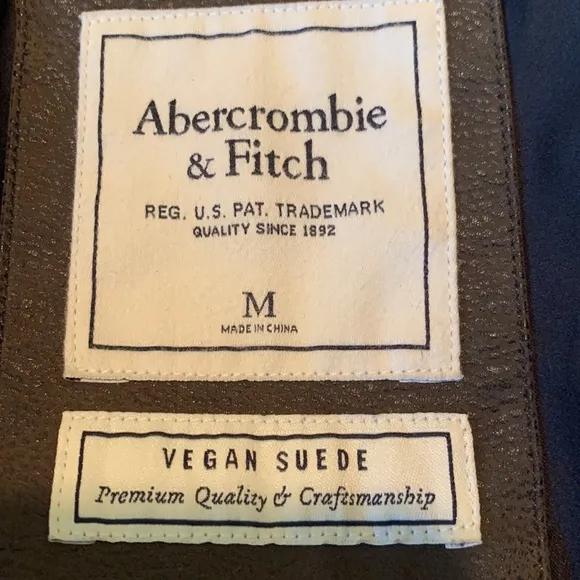 Abercrombie
& Fitch
REG. U.S. PAT. TRADEMARK
QUALITY SINCE 1892
M
MADE IN CHINA
VEGAN SUEDE
Premium Quality & Craftsmanship